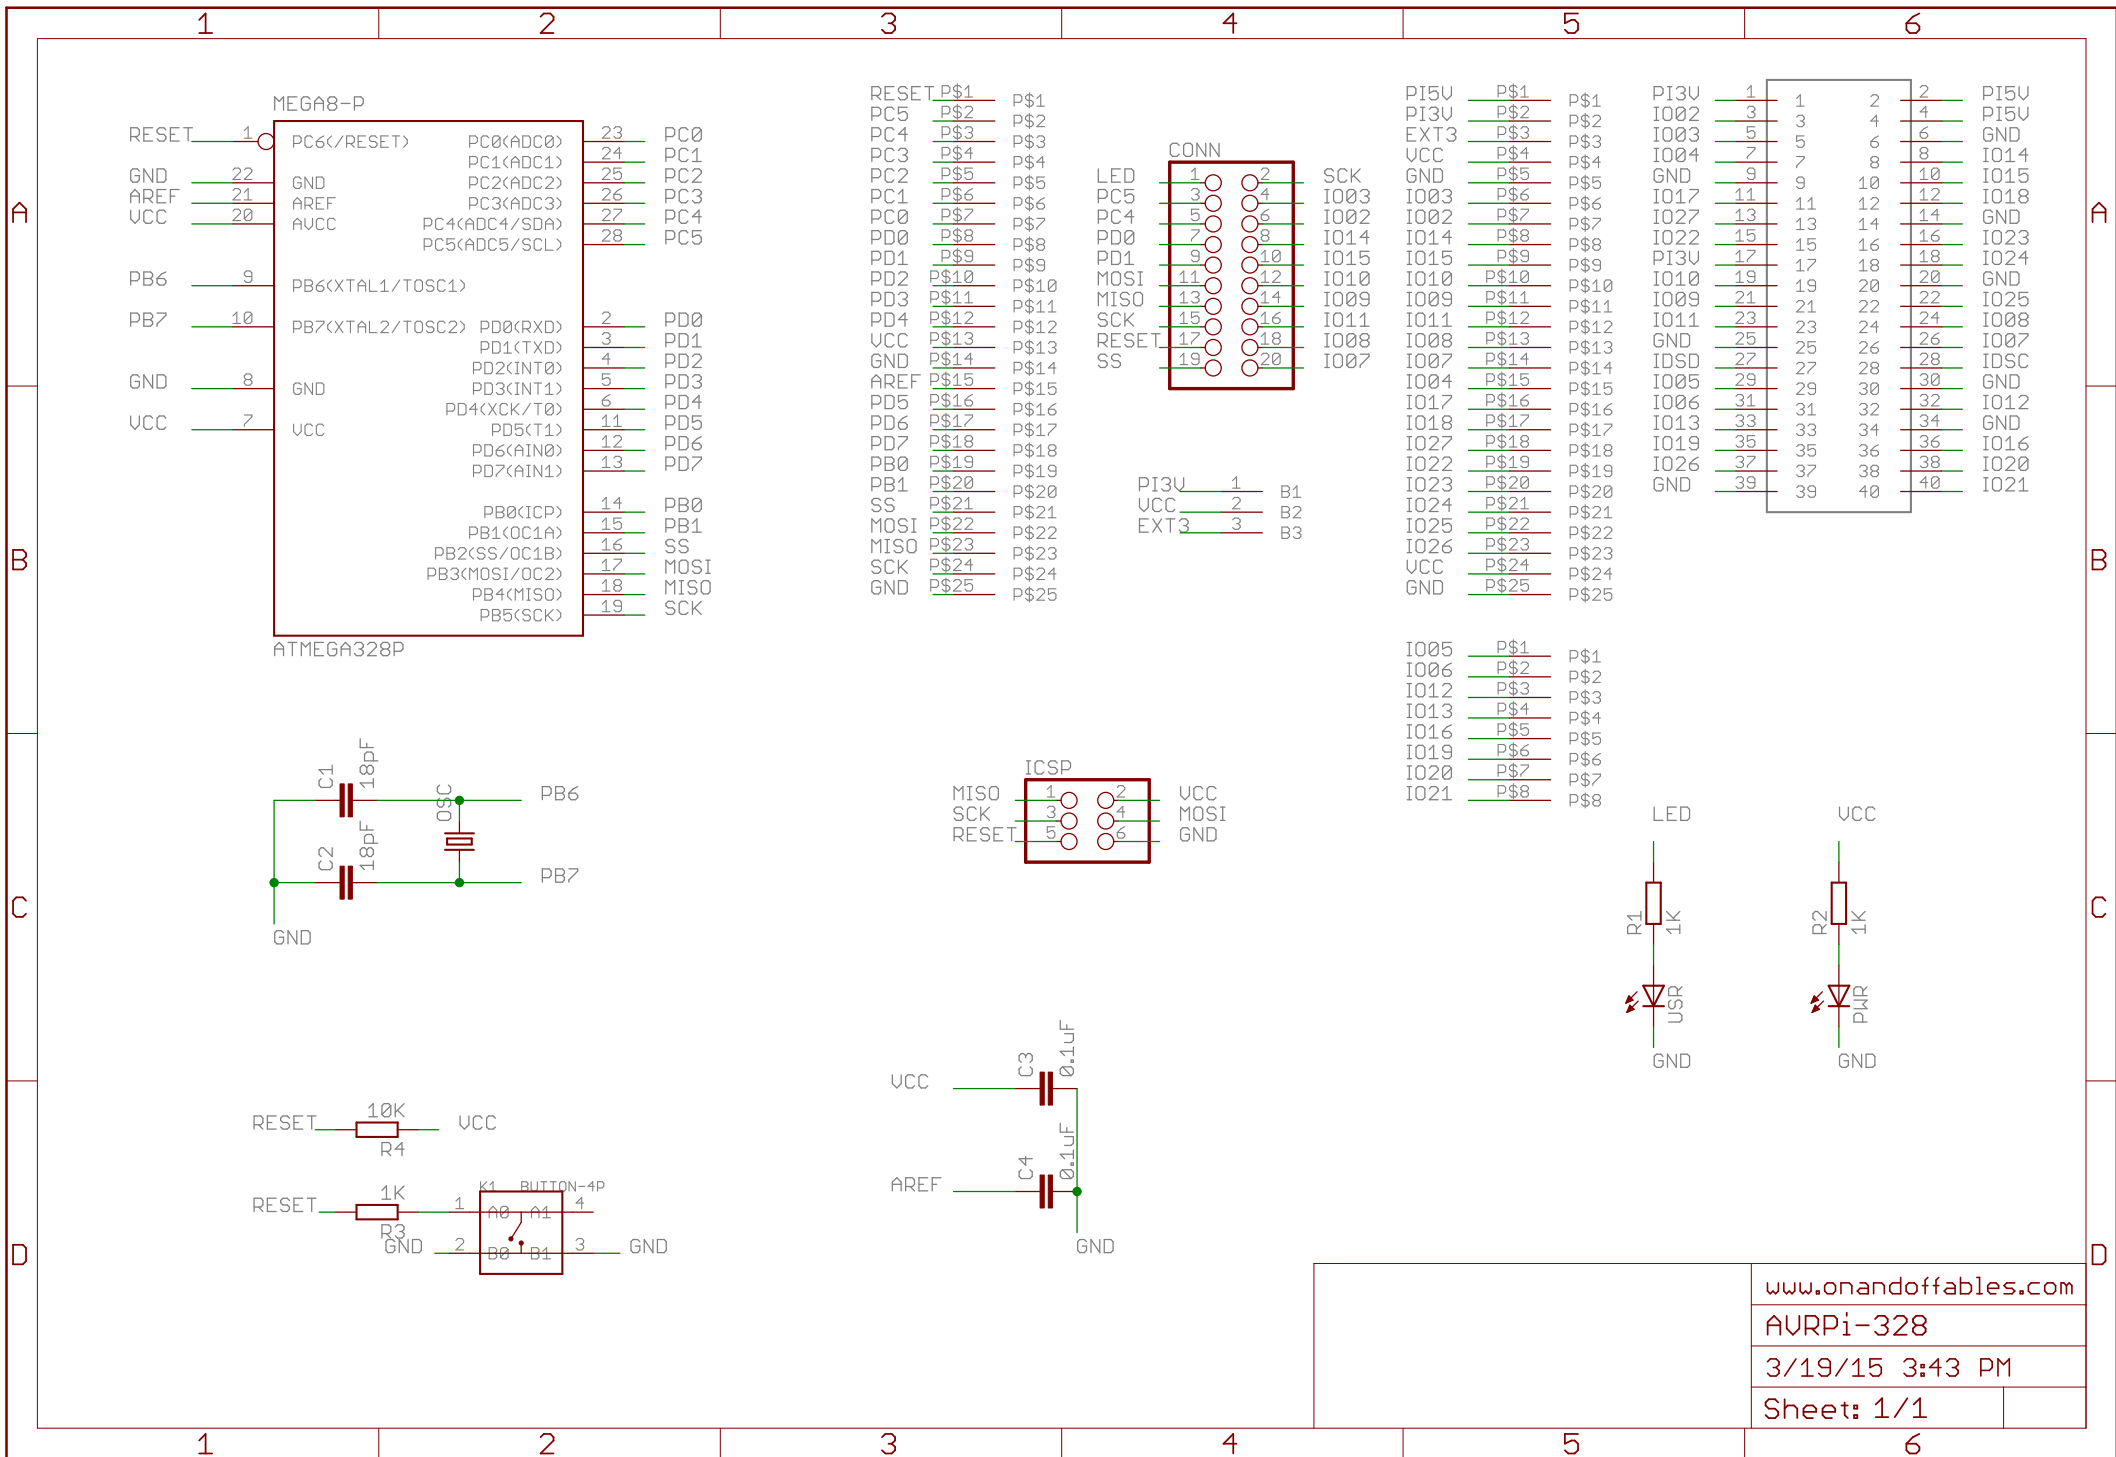 1 2 3 4 5 6
A
B
C
D
MEGA8-P
RESET 1 PC6(/RESET) PC0(ADC0) 23 PC0
PC1(ADC1) 24 PC1
GND 22 GND PC2(ADC2) 25 PC2
AREF 21 AREF PC3(ADC3) 26 PC3
VCC 20 AVCC PC4(ADC4/SDA) 27 PC4
PC5(ADC5/SCL) 28 PC5
PB6 9 PB6(XTAL1/TOSC1)
PB7 10 PB7(XTAL2/TOSC2) PD0(RXD) 2 PD0
PD1(TXD) 3 PD1
PD2(INT0) 4 PD2
GND 8 GND PD3(INT1) 5 PD3
PD4(XCK/T0) 6 PD4
VCC 7 VCC PD5(T1) 11 PD5
PD6(AIN0) 12 PD6
PD7(AIN1) 13 PD7
PB0(ICP) 14 PB0
PB1(OC1A) 15 PB1
PB2(SS/OC1B) 16 SS
PB3(MOSI/OC2) 17 MOSI
PB4(MISO) 18 MISO
PB5(SCK) 19 SCK
ATMEGA328P
RESET P$1 P$1
PC5 P$2 P$2
PC4 P$3 P$3
PC3 P$4 P$4
PC2 P$5 P$5
PC1 P$6 P$6
PC0 P$7 P$7
PD0 P$8 P$8
PD1 P$9 P$9
PD2 P$10 P$10
PD3 P$11 P$11
PD4 P$12 P$12
VCC P$13 P$13
GND P$14 P$14
AREF P$15 P$15
PD5 P$16 P$16
PD6 P$17 P$17
PD7 P$18 P$18
PB0 P$19 P$19
PB1 P$20 P$20
SS P$21 P$21
MOSI P$22 P$22
MISO P$23 P$23
SCK P$24 P$24
GND P$25 P$25
CONN
LED 1 2 SCK
PC5 3 4 IO03
PC4 5 6 IO02
PD0 7 8 IO14
PD1 9 10 IO15
MOSI 11 12 IO10
MISO 13 14 IO09
SCK 15 16 IO11
RESET 17 18 IO08
SS 19 20 IO07
PI3V 1 B1
VCC 2 B2
EXT3 3 B3
PI5V P$1 P$1
PI3V P$2 P$2
EXT3 P$3 P$3
VCC P$4 P$4
GND P$5 P$5
IO03 P$6 P$6
IO02 P$7 P$7
IO14 P$8 P$8
IO15 P$9 P$9
IO10 P$10 P$10
IO09 P$11 P$11
IO11 P$12 P$12
IO08 P$13 P$13
IO07 P$14 P$14
IO04 P$15 P$15
IO17 P$16 P$16
IO18 P$17 P$17
IO27 P$18 P$18
IO22 P$19 P$19
IO23 P$20 P$20
IO24 P$21 P$21
IO25 P$22 P$22
IO26 P$23 P$23
VCC P$24 P$24
GND P$25 P$25
PI3V 1 1 2 2 PI5V
IO02 3 3 4 4 PI5V
IO03 5 5 6 6 GND
IO04 7 7 8 8 IO14
GND 9 9 10 10 IO15
IO17 11 11 12 12 IO18
IO27 13 13 14 14 GND
IO22 15 15 16 16 IO23
PI3V 17 17 18 18 IO24
IO10 19 19 20 20 GND
IO09 21 21 22 22 IO25
IO11 23 23 24 24 IO08
GND 25 25 26 26 IO07
IDSD 27 27 28 28 IDSC
IO05 29 29 30 30 GND
IO06 31 31 32 32 IO12
IO13 33 33 34 34 GND
IO19 35 35 36 36 IO16
IO26 37 37 38 38 IO20
GND 39 39 40 40 IO21
IO05 P$1 P$1
IO06 P$2 P$2
IO12 P$3 P$3
IO13 P$4 P$4
IO16 P$5 P$5
IO19 P$6 P$6
IO20 P$7 P$7
IO21 P$8 P$8
C1 18pF OSC PB6
C2 18pF PB7
GND
ICSP
MISO 1 2 VCC
SCK 3 4 MOSI
RESET 5 6 GND
LED VCC
R1 1K R2 1K
USR PWR
GND GND
VCC C3 0.1uF
AREF C4 0.1uF
GND
RESET 10K VCC
R4
RESET 1K
R3
K1 BUTTON-4P
1 A0 A1 4
GND 2 B0 B1 3 GND
www.onandoffables.com
AVRPi-328
3/19/15 3:43 PM
Sheet: 1/1
A
B
C
D
1 2 3 4 5 6